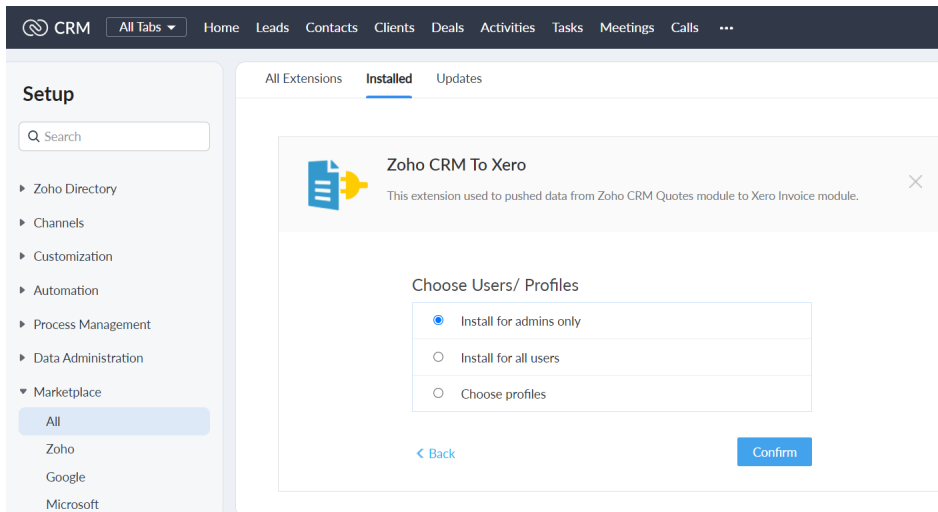 CRM All Tabs Home Leads Contacts Clients Deals Activities Tasks Meetings Calls •••
Setup
Search
Zoho Directory
Channels
Customization
Automation
Process Management
Data Administration
Marketplace
All
Zoho
Google
Microsoft
All Extensions Installed Updates
Zoho CRM To Xero
This extension used to pushed data from Zoho CRM Quotes module to Xero Invoice module.
Choose Users/ Profiles
Install for admins only
Install for all users
Choose profiles
Back Confirm